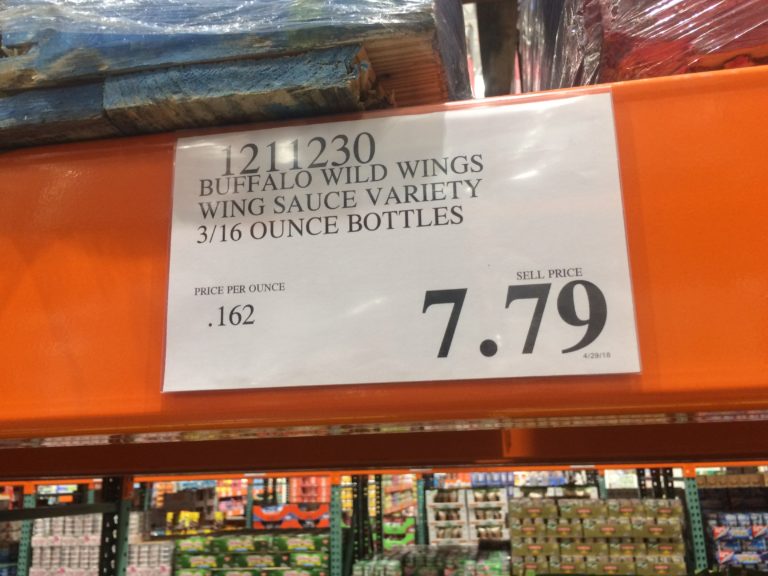 1211230
BUFFALO WILD WINGS
WING SAUCE VARIETY
3/16 OUNCE BOTTLES
PRICE PER OUNCE
.162
SELL PRICE
7.79
4/29/18